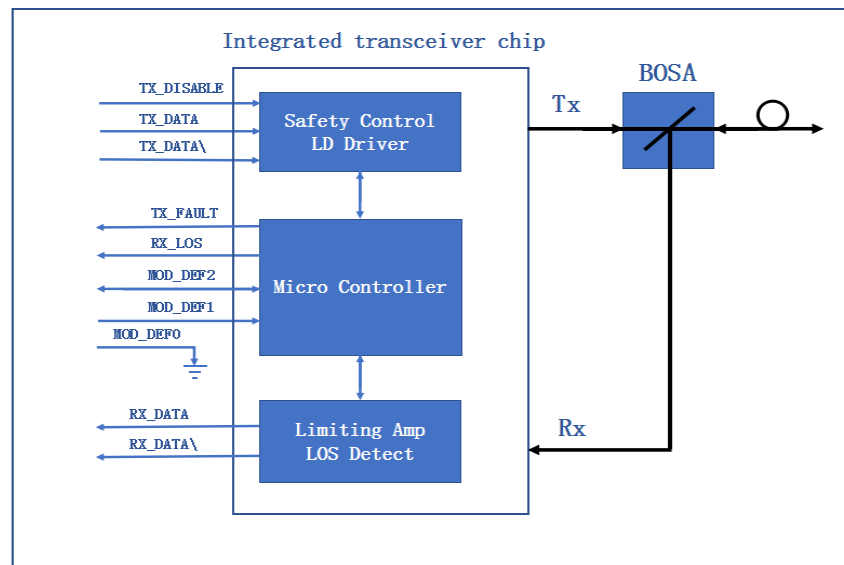 Integrated transceiver chip
BOSA
TX_DISABLE
TX_DATA
TX_DATA\
Safety Control
LD Driver
Tx
TX_FAULT
RX_LOS
MOD_DEF2
MOD_DEF1
MOD_DEF0
Micro Controller
RX_DATA
RX_DATA\
Limiting Amp
LOS Detect
Rx